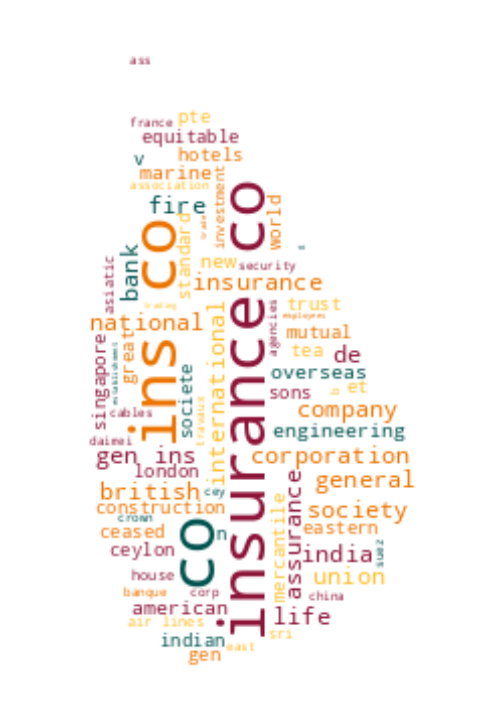 ass
france pte
equitable
v hotels
marine
association
fire
investment
world
co
ins co
standard
trade
new security
bank
asiatic
insurance
trading
trust
employees
national
agencies
mutual
great
tea de
overseas
singapore
establishment
societe
international
insurance
sons
et
cables
travaux
company
daimei
engineering
gen ins
corporation
london
general
british
cey
construction
society
crown
co
n
mercantile
assurance
eastern
ceased
ceylon
india
suez
house
union
banque
corp
china
american
life
air lines
sri
indian
east
gen